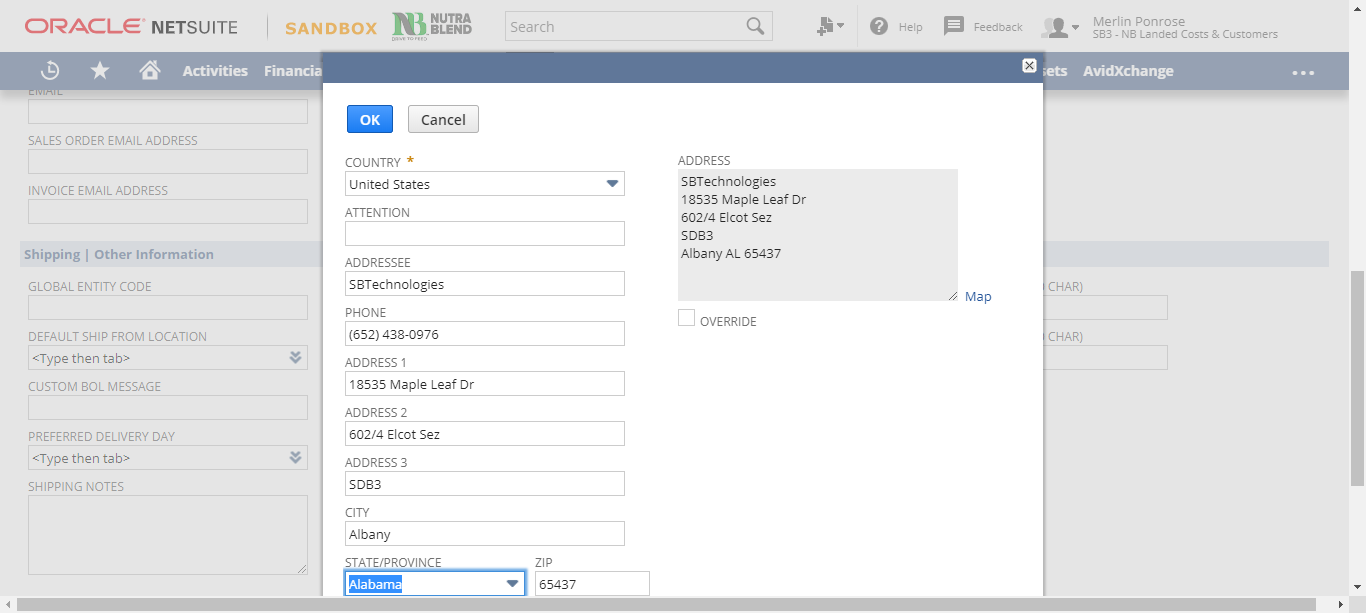 ORACLE NETSUITE
SANDBOX
NB NUTRA BLEND
Search
Help
Feedback
Merlin Ponrose
SB3 - NB Landed Costs & Customers
Activities
Financia
sets
AvidXchange
EMAIL
SALES ORDER EMAIL ADDRESS
INVOICE EMAIL ADDRESS
Shipping | Other Information
GLOBAL ENTITY CODE
DEFAULT SHIP FROM LOCATION
<Type then tab>
CUSTOM BOL MESSAGE
PREFERRED DELIVERY DAY
<Type then tab>
SHIPPING NOTES
OK
Cancel
COUNTRY *
United States
ATTENTION
ADDRESSEE
SBTechnologies
PHONE
(652) 438-0976
ADDRESS 1
18535 Maple Leaf Dr
ADDRESS 2
602/4 Elcot Sez
ADDRESS 3
SDB3
CITY
Albany
STATE/PROVINCE
Alabama
ZIP
65437
ADDRESS
SBTechnologies
18535 Maple Leaf Dr
602/4 Elcot Sez
SDB3
Albany AL 65437
Map
OVERRIDE
CHAR)
CHAR)